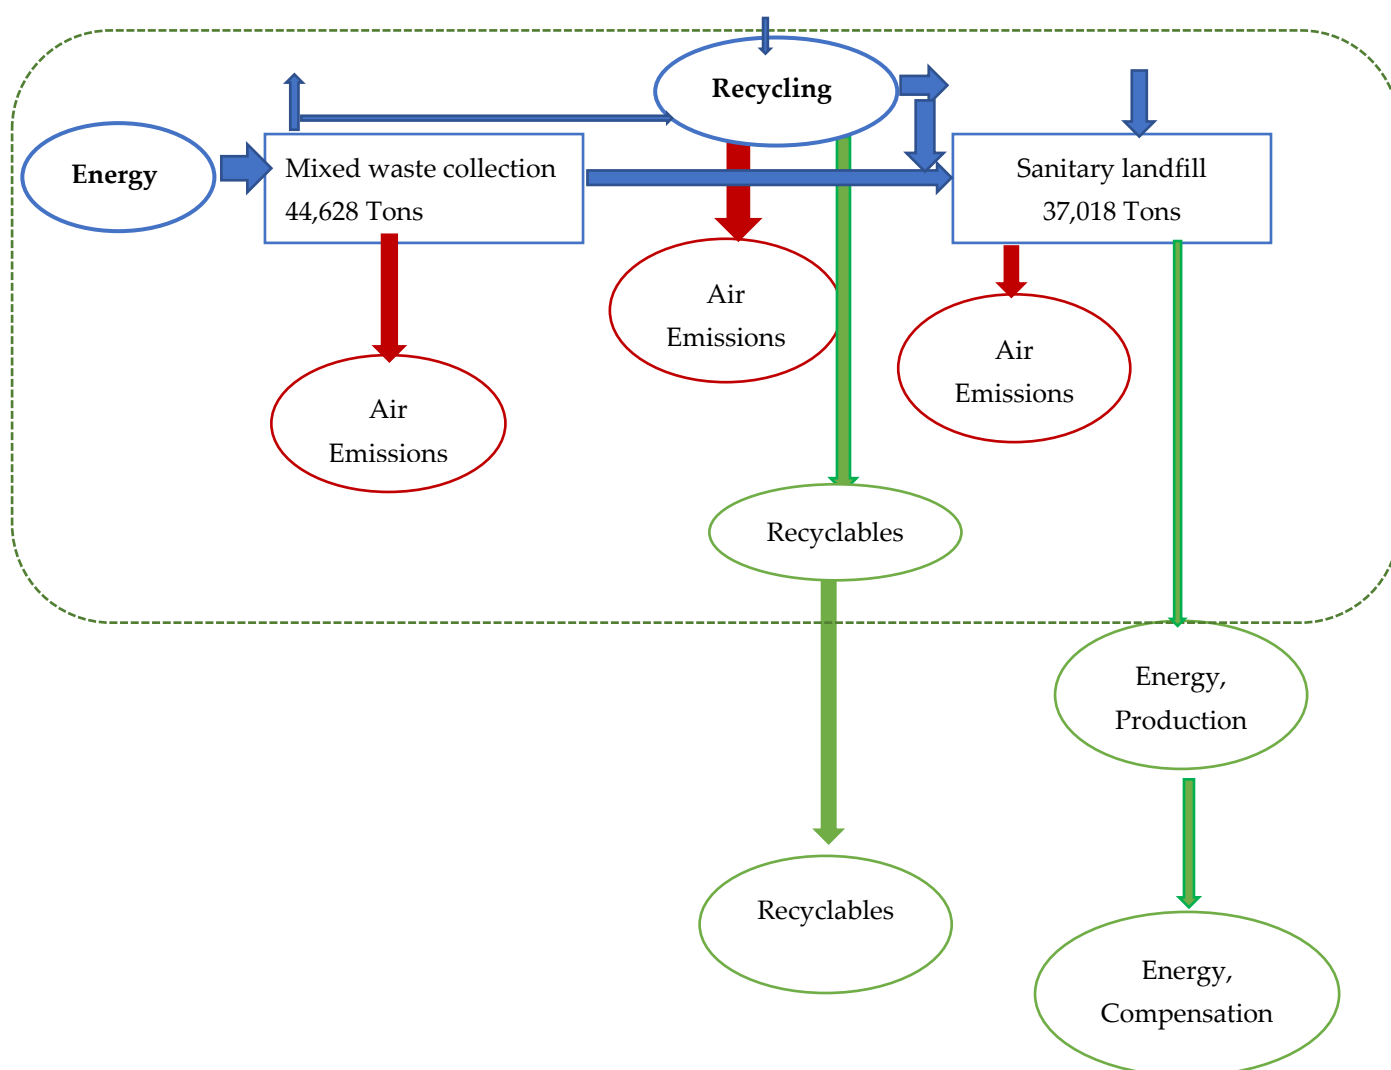 Recycling
Energy
Mixed waste collection
44,628 Tons
Sanitary landfill
37,018 Tons
Air
Emissions
Air
Emissions
Air
Emissions
Recyclables
Energy,
Production
Recyclables
Energy,
Compensation